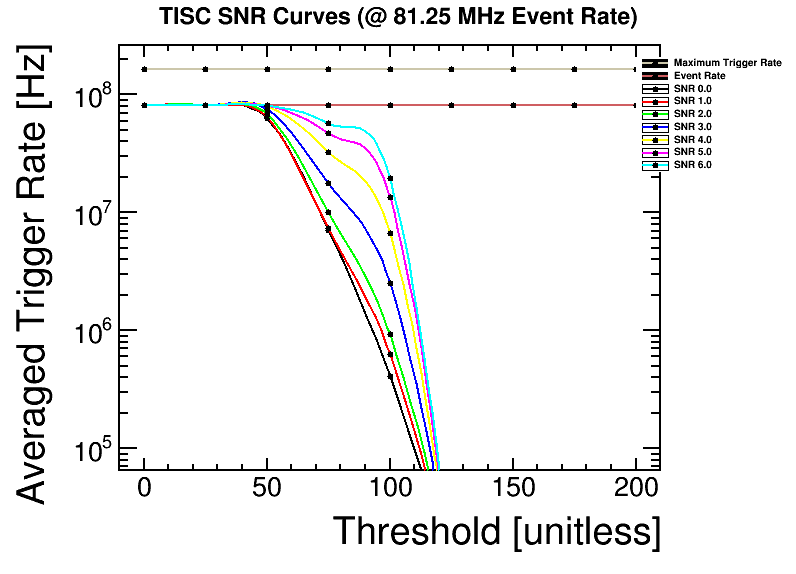 TISC SNR Curves (@ 81.25 MHz Event Rate)
Averaged Trigger Rate [Hz]
10^8
10^7
10^6
10^5
0 50 100 150 200
Threshold [unitless]
Maximum Trigger Rate
Event Rate
SNR 0.0
SNR 1.0
SNR 2.0
SNR 3.0
SNR 4.0
SNR 5.0
SNR 6.0